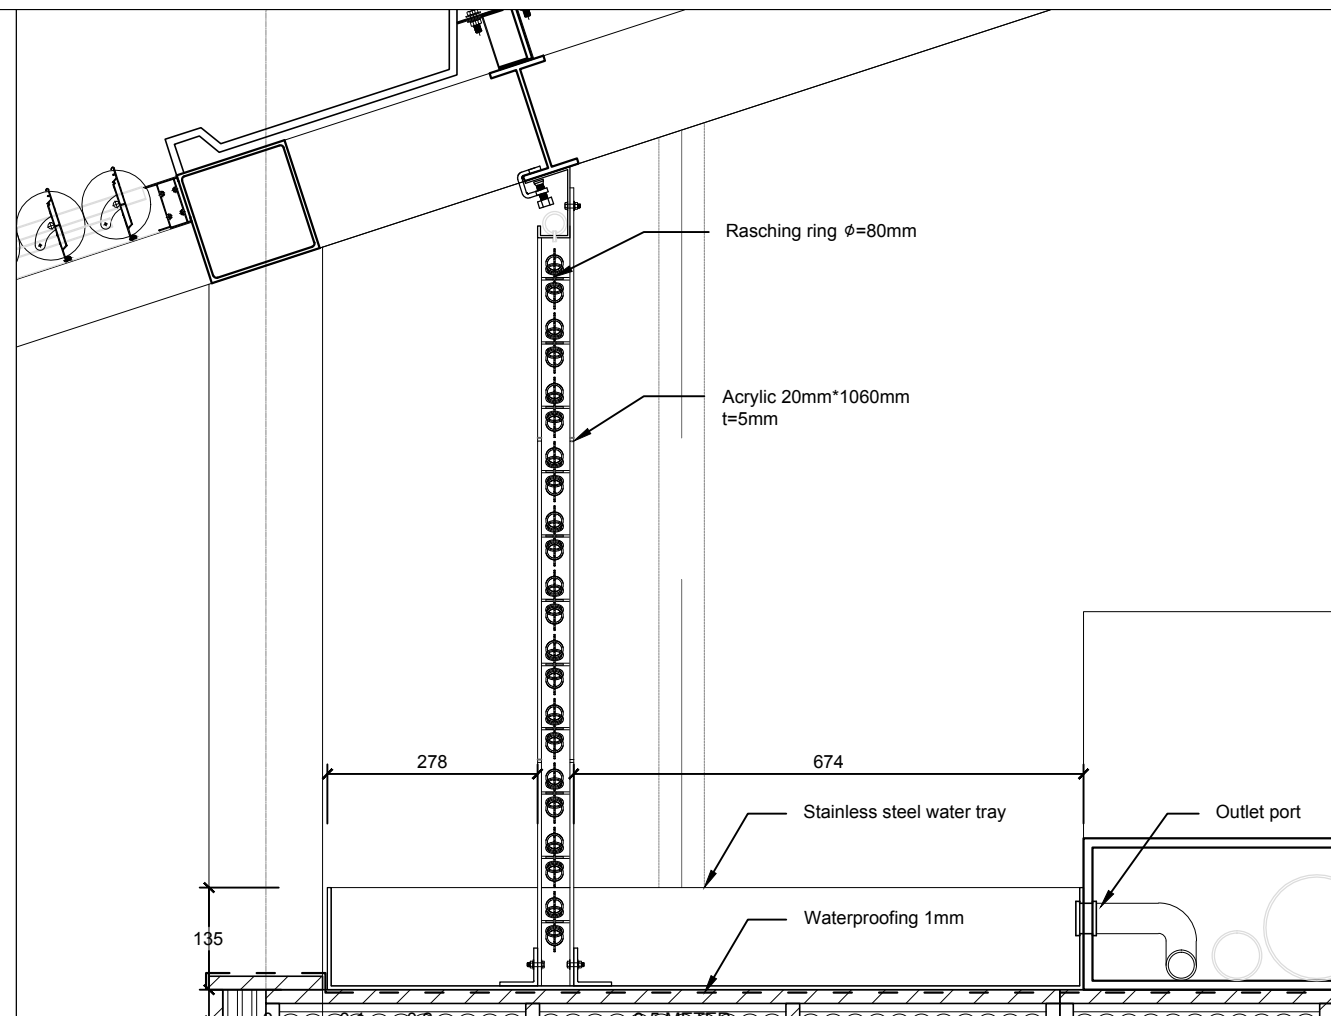 Rasching ring ⌀=80mm
Acrylic 20mm*1060mm
t=5mm
278
674
Stainless steel water tray
Outlet port
135
Waterproofing 1mm